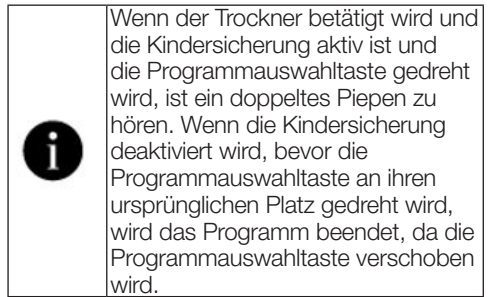 Wenn der Trockner betätigt wird und
die Kindersicherung aktiv ist und
die Programmauswahltaste gedreht
wird, ist ein doppeltes Piepen zu
hören. Wenn die Kindersicherung
deaktiviert wird, bevor die
Programmauswahltaste an ihren
ursprünglichen Platz gedreht wird,
wird das Programm beendet, da die
Programmauswahltaste verschoben
wird.